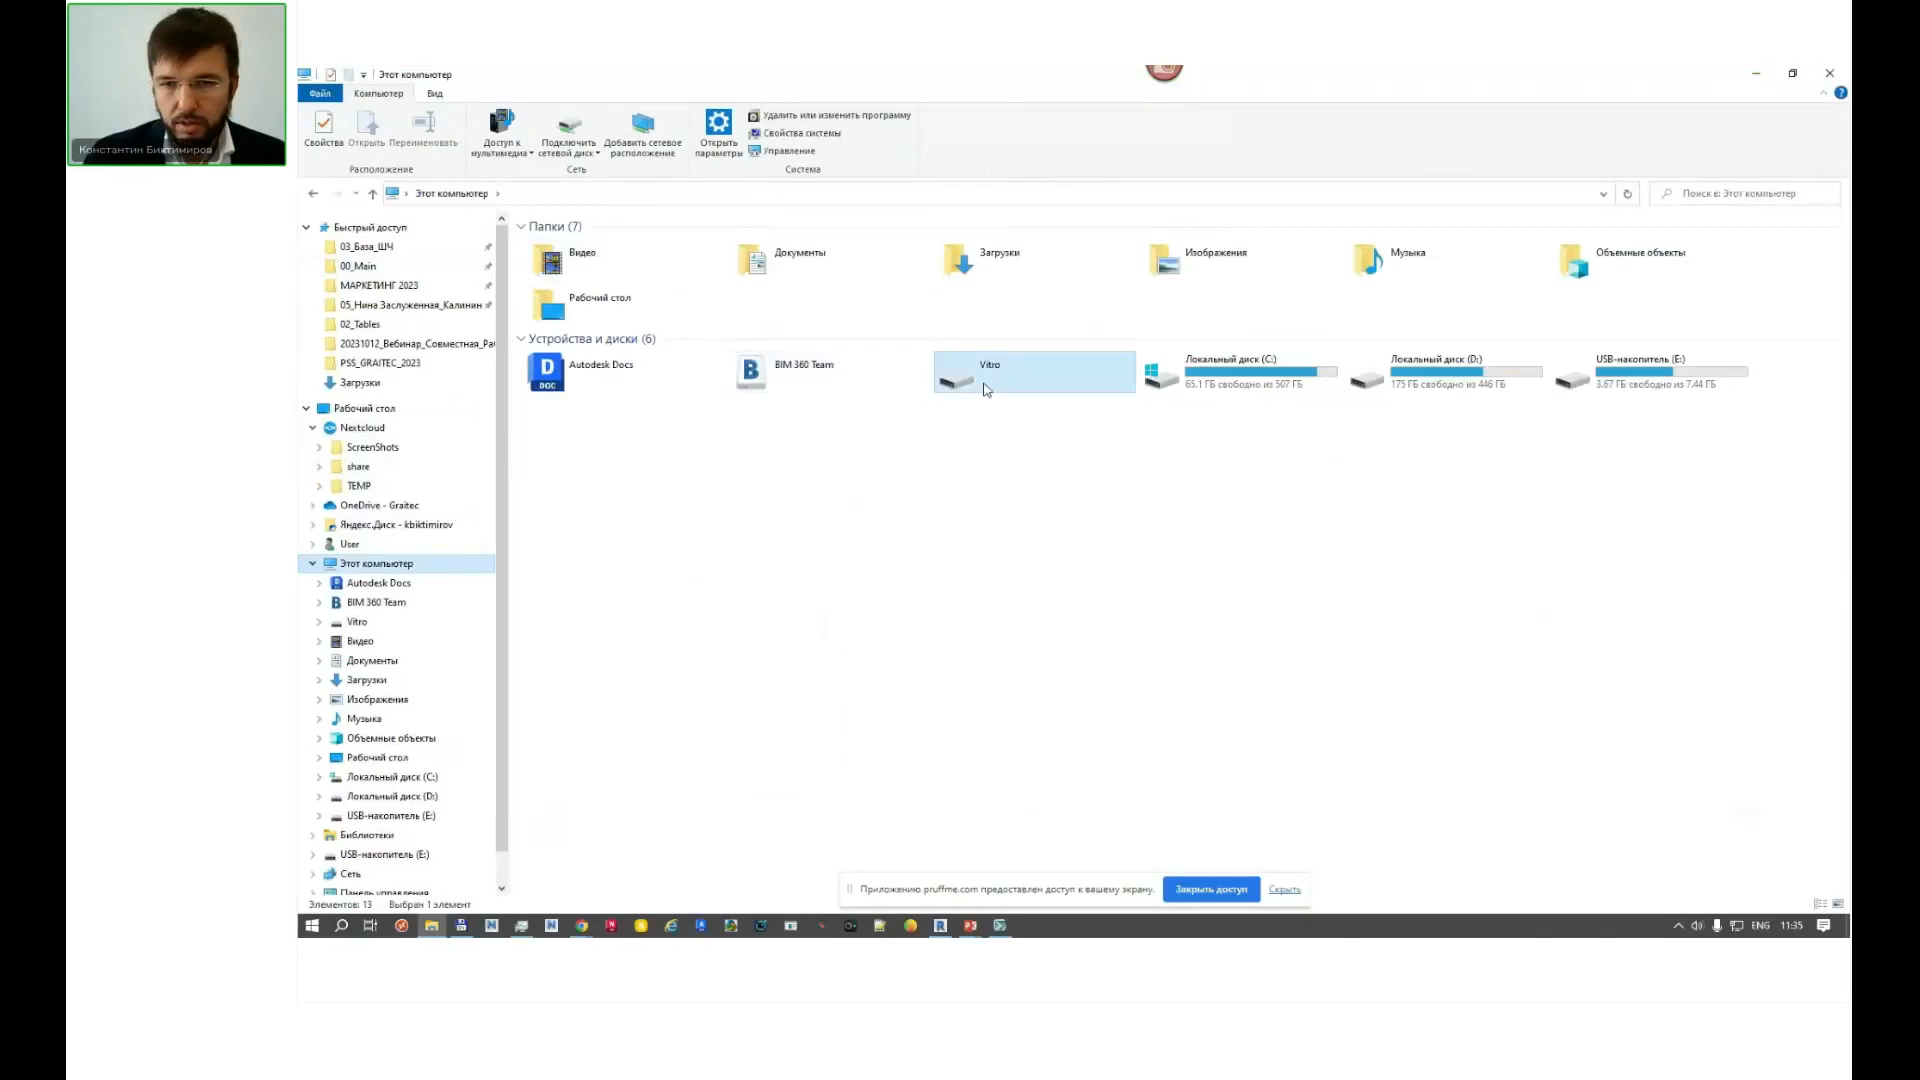 Константин Биктимиров
Этот компьютер
Файл
Компьютер
Вид
Свойства
Открыть
Переименовать
Доступ к мультимедиа
Подключить сетевой диск
Добавить сетевое расположение
Открыть параметры
Удалить или изменить программу
Свойства системы
Управление
Расположение
Сеть
Система
Этот компьютер
Поиск в: Этот компьютер
Быстрый доступ
03_База_ШЧ
00_Main
МАРКЕТИНГ 2023
05_Нина Заслуженная_Калинин
02_Tables
20231012_Вебинар_Совместная_Ра
PSS_GRAITEC_2023
Загрузки
Рабочий стол
Nextcloud
ScreenShots
share
TEMP
OneDrive - Graitec
Яндекс.Диск - kbiktimirov
User
Этот компьютер
Autodesk Docs
BIM 360 Team
Vitro
Видео
Документы
Загрузки
Изображения
Музыка
Объемные объекты
Рабочий стол
Локальный диск (C:)
Локальный диск (D:)
USB-накопитель (E:)
Библиотеки
USB-накопитель (E:)
Сеть
Панель управления
Папки (7)
Видео
Документы
Загрузки
Изображения
Музыка
Объемные объекты
Рабочий стол
Устройства и диски (6)
Autodesk Docs
DOC
BIM 360 Team
Vitro
Локальный диск (C:)
65.1 ГБ свободно из 507 ГБ
Локальный диск (D:)
175 ГБ свободно из 446 ГБ
USB-накопитель (E:)
3.67 ГБ свободно из 7.44 ГБ
Приложению pruffme.com предоставлен доступ к вашему экрану.
Закрыть доступ
Скрыть
Элементов: 13
Выбран 1 элемент
ENG
11:35